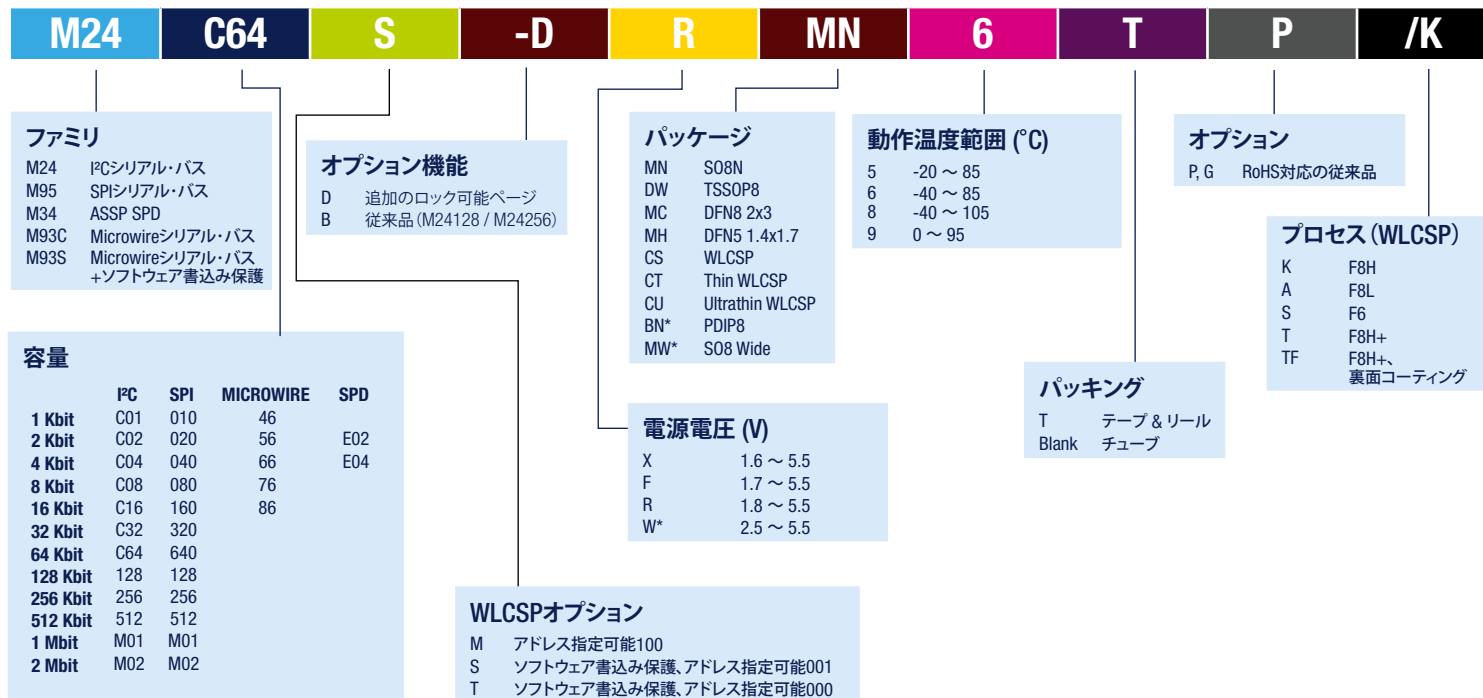 M24 C64 S -D R MN 6 T P /K
ファミリ
M24 I²Cシリアル・バス
M95 SPIシリアル・バス
M34 ASSP SPD
M93C Microwireシリアル・バス
M93S Microwireシリアル・バス
+ソフトウェア書込み保護
オプション機能
D 追加のロック可能ページ
B 従来品(M24128 / M24256)
パッケージ
MN SO8N
DW TSSOP8
MC DFN8 2x3
MH DFN5 1.4x1.7
CS WLCSP
CT Thin WLCSP
CU Ultrathin WLCSP
BN* PDIP8
MW* SO8 Wide
動作温度範囲 (°C)
5 -20 ~ 85
6 -40 ~ 85
8 -40 ~ 105
9 0 ~ 95
オプション
P, G RoHS対応の従来品
プロセス(WLCSP)
K F8H
A F8L
S F6
T F8H+
TF F8H+、
裏面コーティング
容量
I²C SPI MICROWIRE SPD
1 Kbit C01 010 46
2 Kbit C02 020 56 E02
4 Kbit C04 040 66 E04
8 Kbit C08 080 76
16 Kbit C16 160 86
32 Kbit C32 320
64 Kbit C64 640
128 Kbit 128 128
256 Kbit 256 256
512 Kbit 512 512
1 Mbit M01 M01
2 Mbit M02 M02
電源電圧 (V)
X 1.6 ~ 5.5
F 1.7 ~ 5.5
R 1.8 ~ 5.5
W* 2.5 ~ 5.5
パッキング
T テープ & リール
Blank チューブ
WLCSPオプション
M アドレス指定可能100
S ソフトウェア書込み保護、アドレス指定可能001
T ソフトウェア書込み保護、アドレス指定可能000